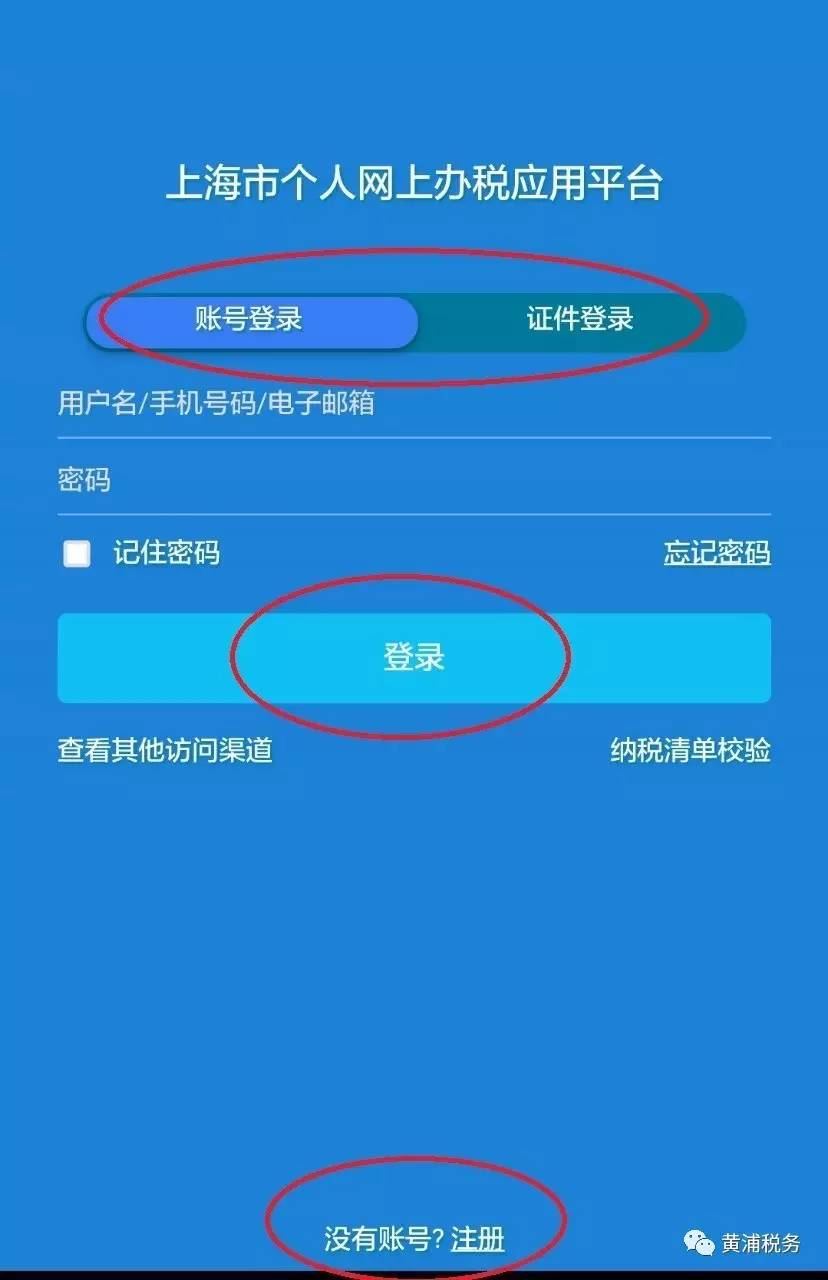 上海市个人网上办税应用平台
账号登录 证件登录
用户名/手机号码/电子邮箱
密码
记住密码 忘记密码
登录
查看其他访问渠道 纳税清单校验
没有账号? 注册
黄浦税务